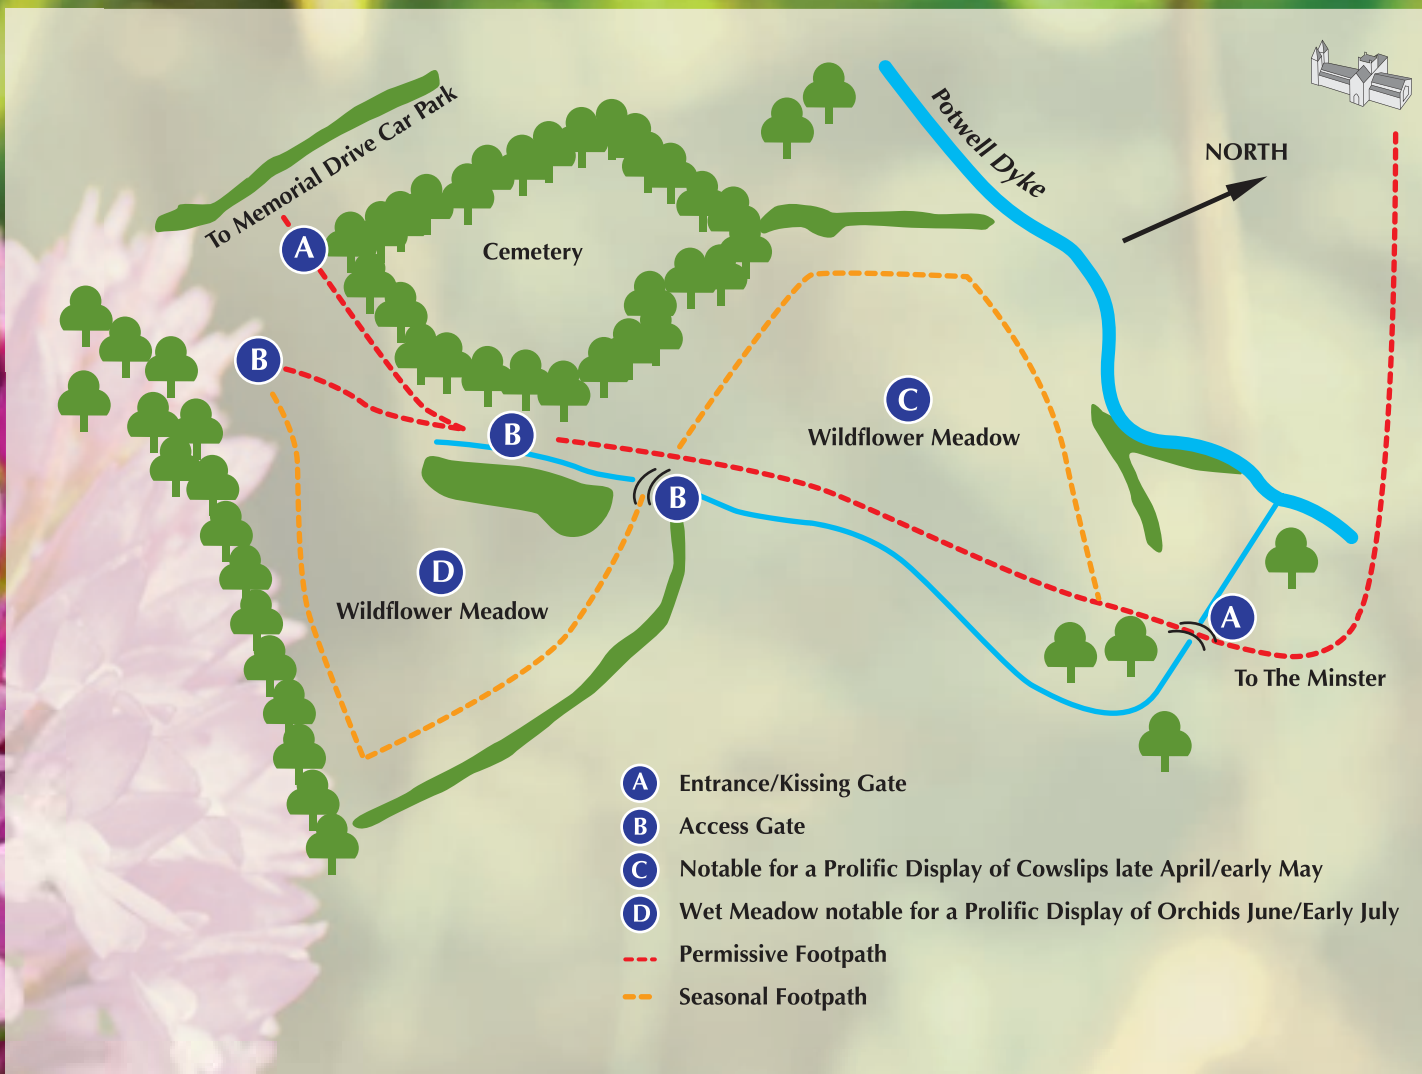 To Memorial Drive Car Park
Potwell Dyke
NORTH
A
Cemetery
B
C
Wildflower Meadow
B
B
D
Wildflower Meadow
A
To The Minster
A Entrance/Kissing Gate
B Access Gate
C Notable for a Prolific Display of Cowslips late April/early May
D Wet Meadow notable for a Prolific Display of Orchids June/Early July
Permissive Footpath
Seasonal Footpath